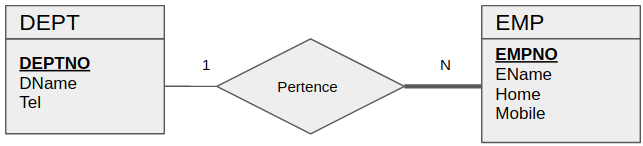 DEPT
DEPTNO
DName
Tel
1
Pertence
N
EMP
EMPNO
EName
Home
Mobile